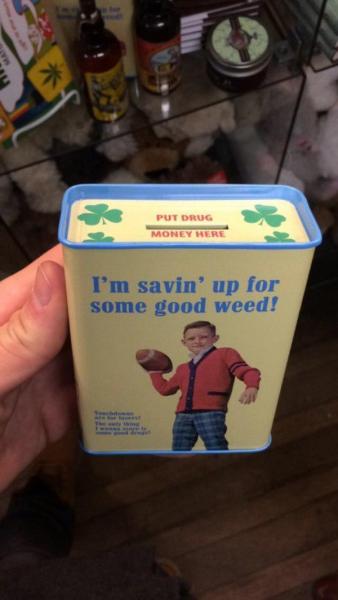 PUT DRUG
MONEY HERE
I'm savin' up for
some good weed!
Touchdowns
are for losers!
The only thing
I wanna score is
some good drugs!